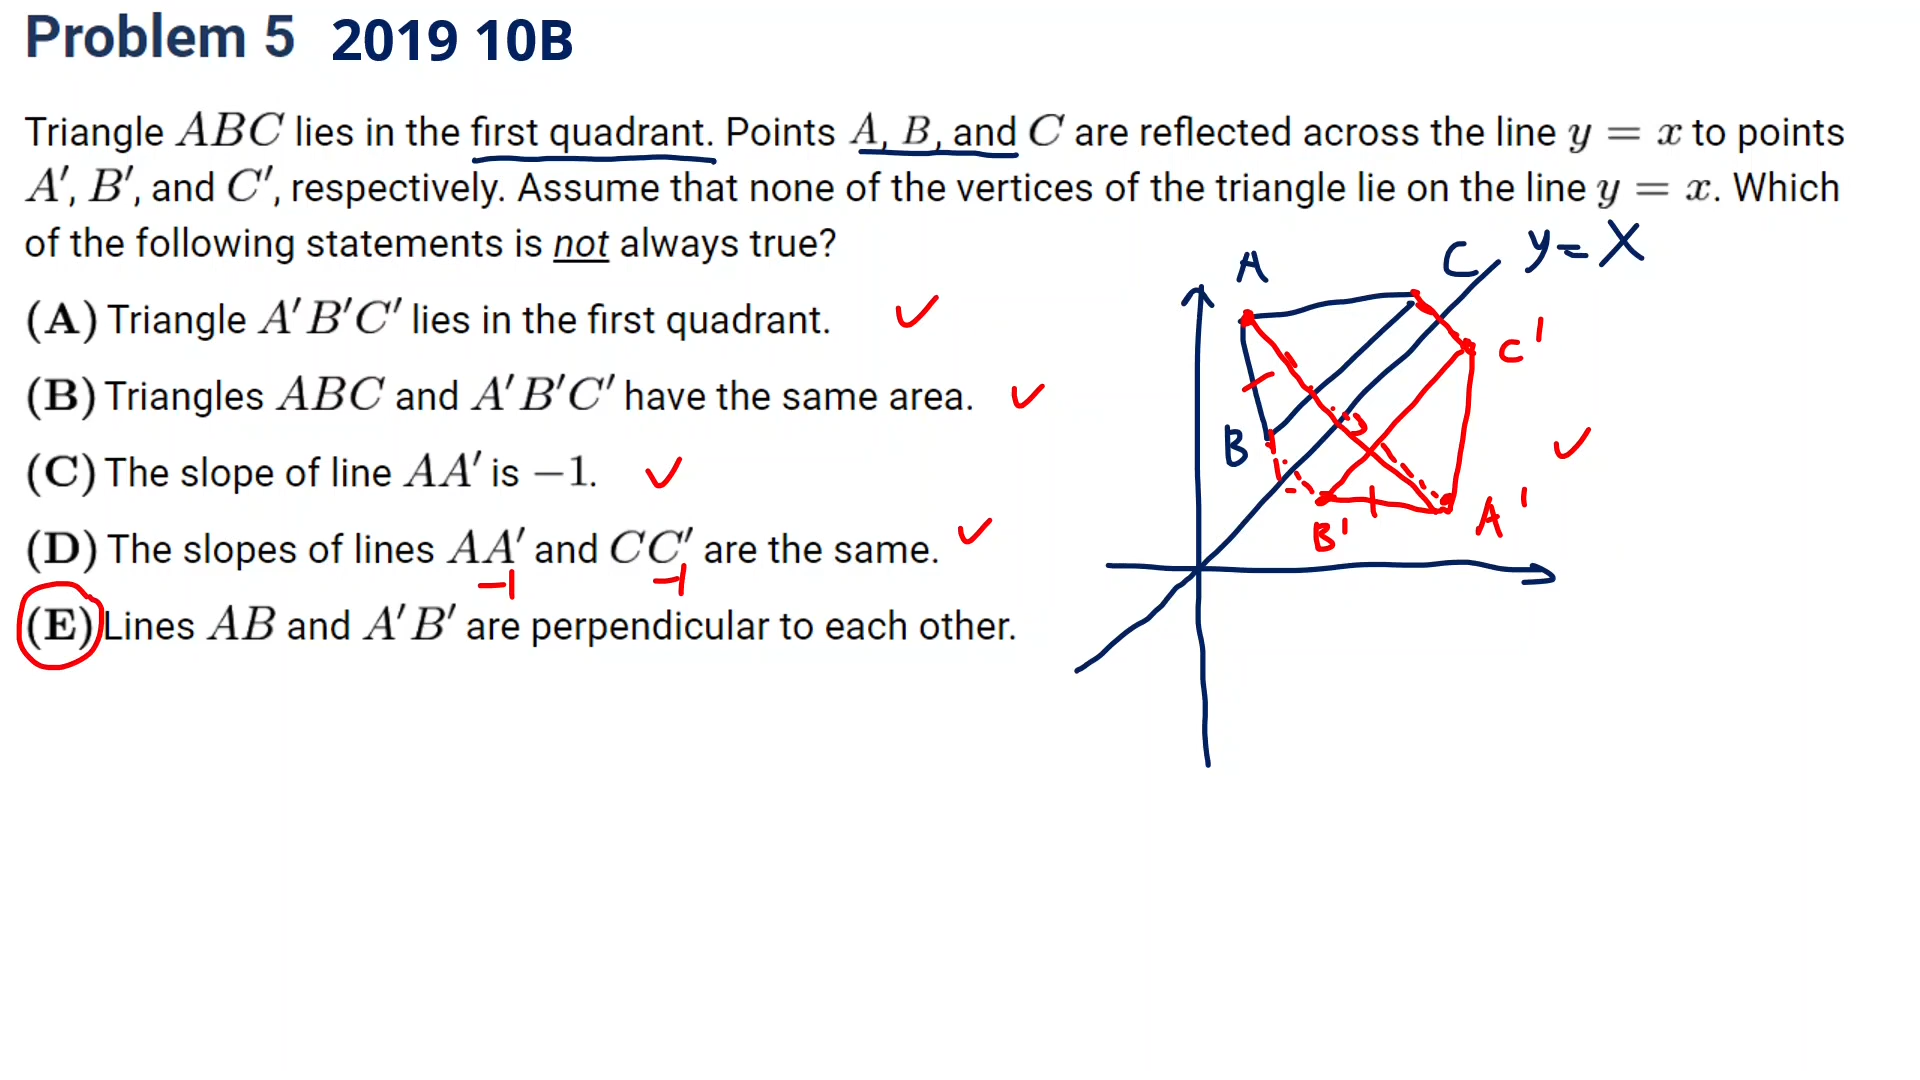 Problem 5 2019 10B
Triangle ABC lies in the first quadrant. Points A, B, and C are reflected across the line y = x to points
A′, B′, and C′, respectively. Assume that none of the vertices of the triangle lie on the line y = x. Which
of the following statements is not always true?
(A) Triangle A′B′C′ lies in the first quadrant.
(B) Triangles ABC and A′B′C′ have the same area.
(C) The slope of line AA′ is −1.
(D) The slopes of lines AA′ and CC′ are the same.
−1 −1
(E) Lines AB and A′B′ are perpendicular to each other.
A C y=x
C'
B
B' A'